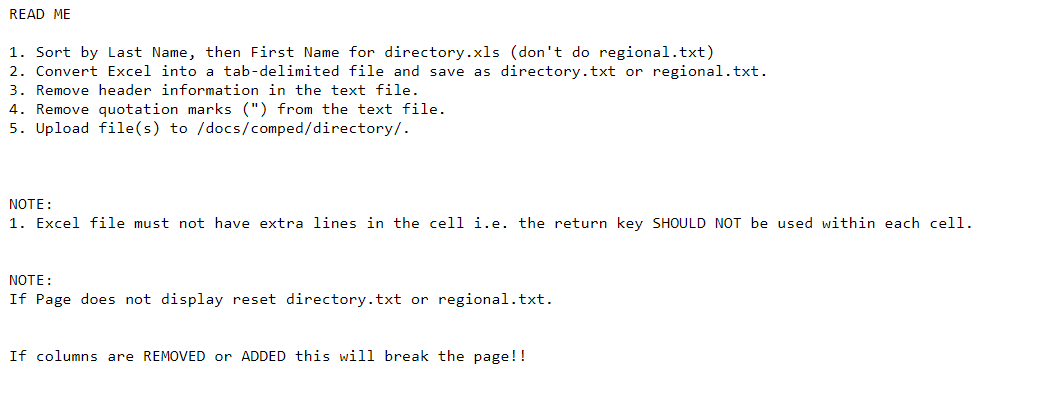 READ ME
1. Sort by Last Name, then First Name for directory.xls (don't do regional.txt)
2. Convert Excel into a tab-delimited file and save as directory.txt or regional.txt.
3. Remove header information in the text file.
4. Remove quotation marks (") from the text file.
5. Upload file(s) to /docs/comped/directory/.
NOTE:
1. Excel file must not have extra lines in the cell i.e. the return key SHOULD NOT be used within each cell.
NOTE:
If Page does not display reset directory.txt or regional.txt.
If columns are REMOVED or ADDED this will break the page!!